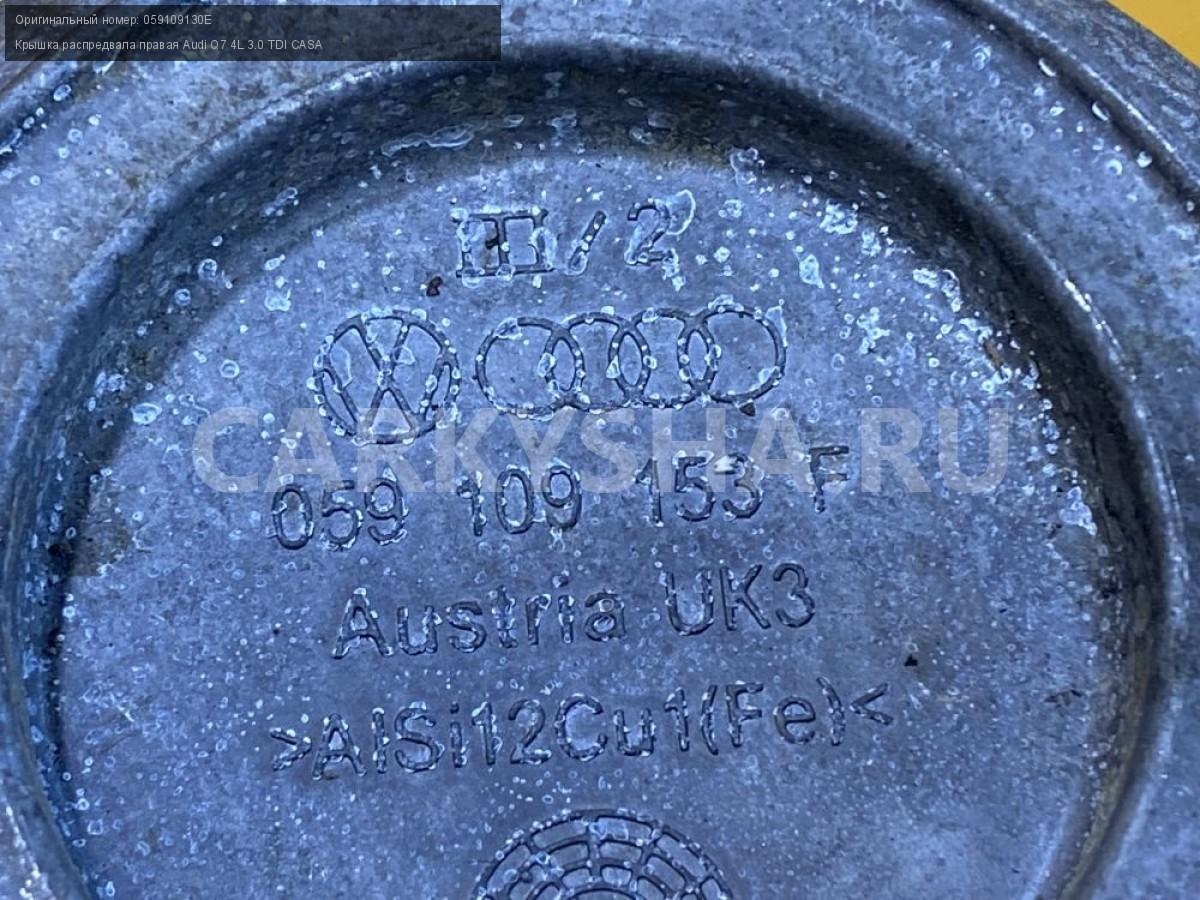 Оригинальный номер: 059109130E
Крышка распредвала правая Audi Q7 4L 3.0 TDI CASA
III / 2
CARKYSHA.RU
059 109 153 F
Austria UK3
>AlSi12Cu1(Fe)<